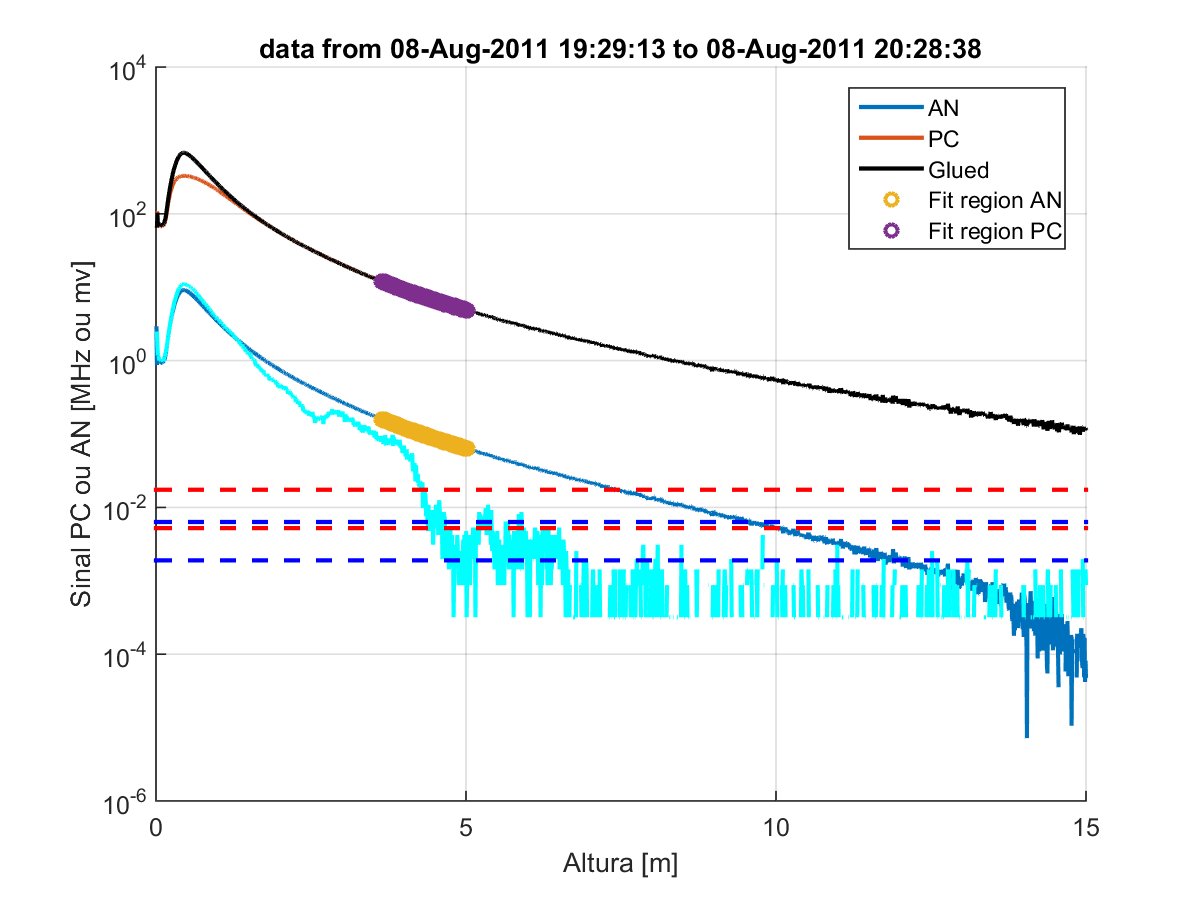 data from 08-Aug-2011 19:29:13 to 08-Aug-2011 20:28:38
10^4
10^2
10^0
10^-2
10^-4
10^-6
Sinal PC ou AN [MHz ou mv]
AN
PC
Glued
Fit region AN
Fit region PC
0 5 10 15
Altura [m]